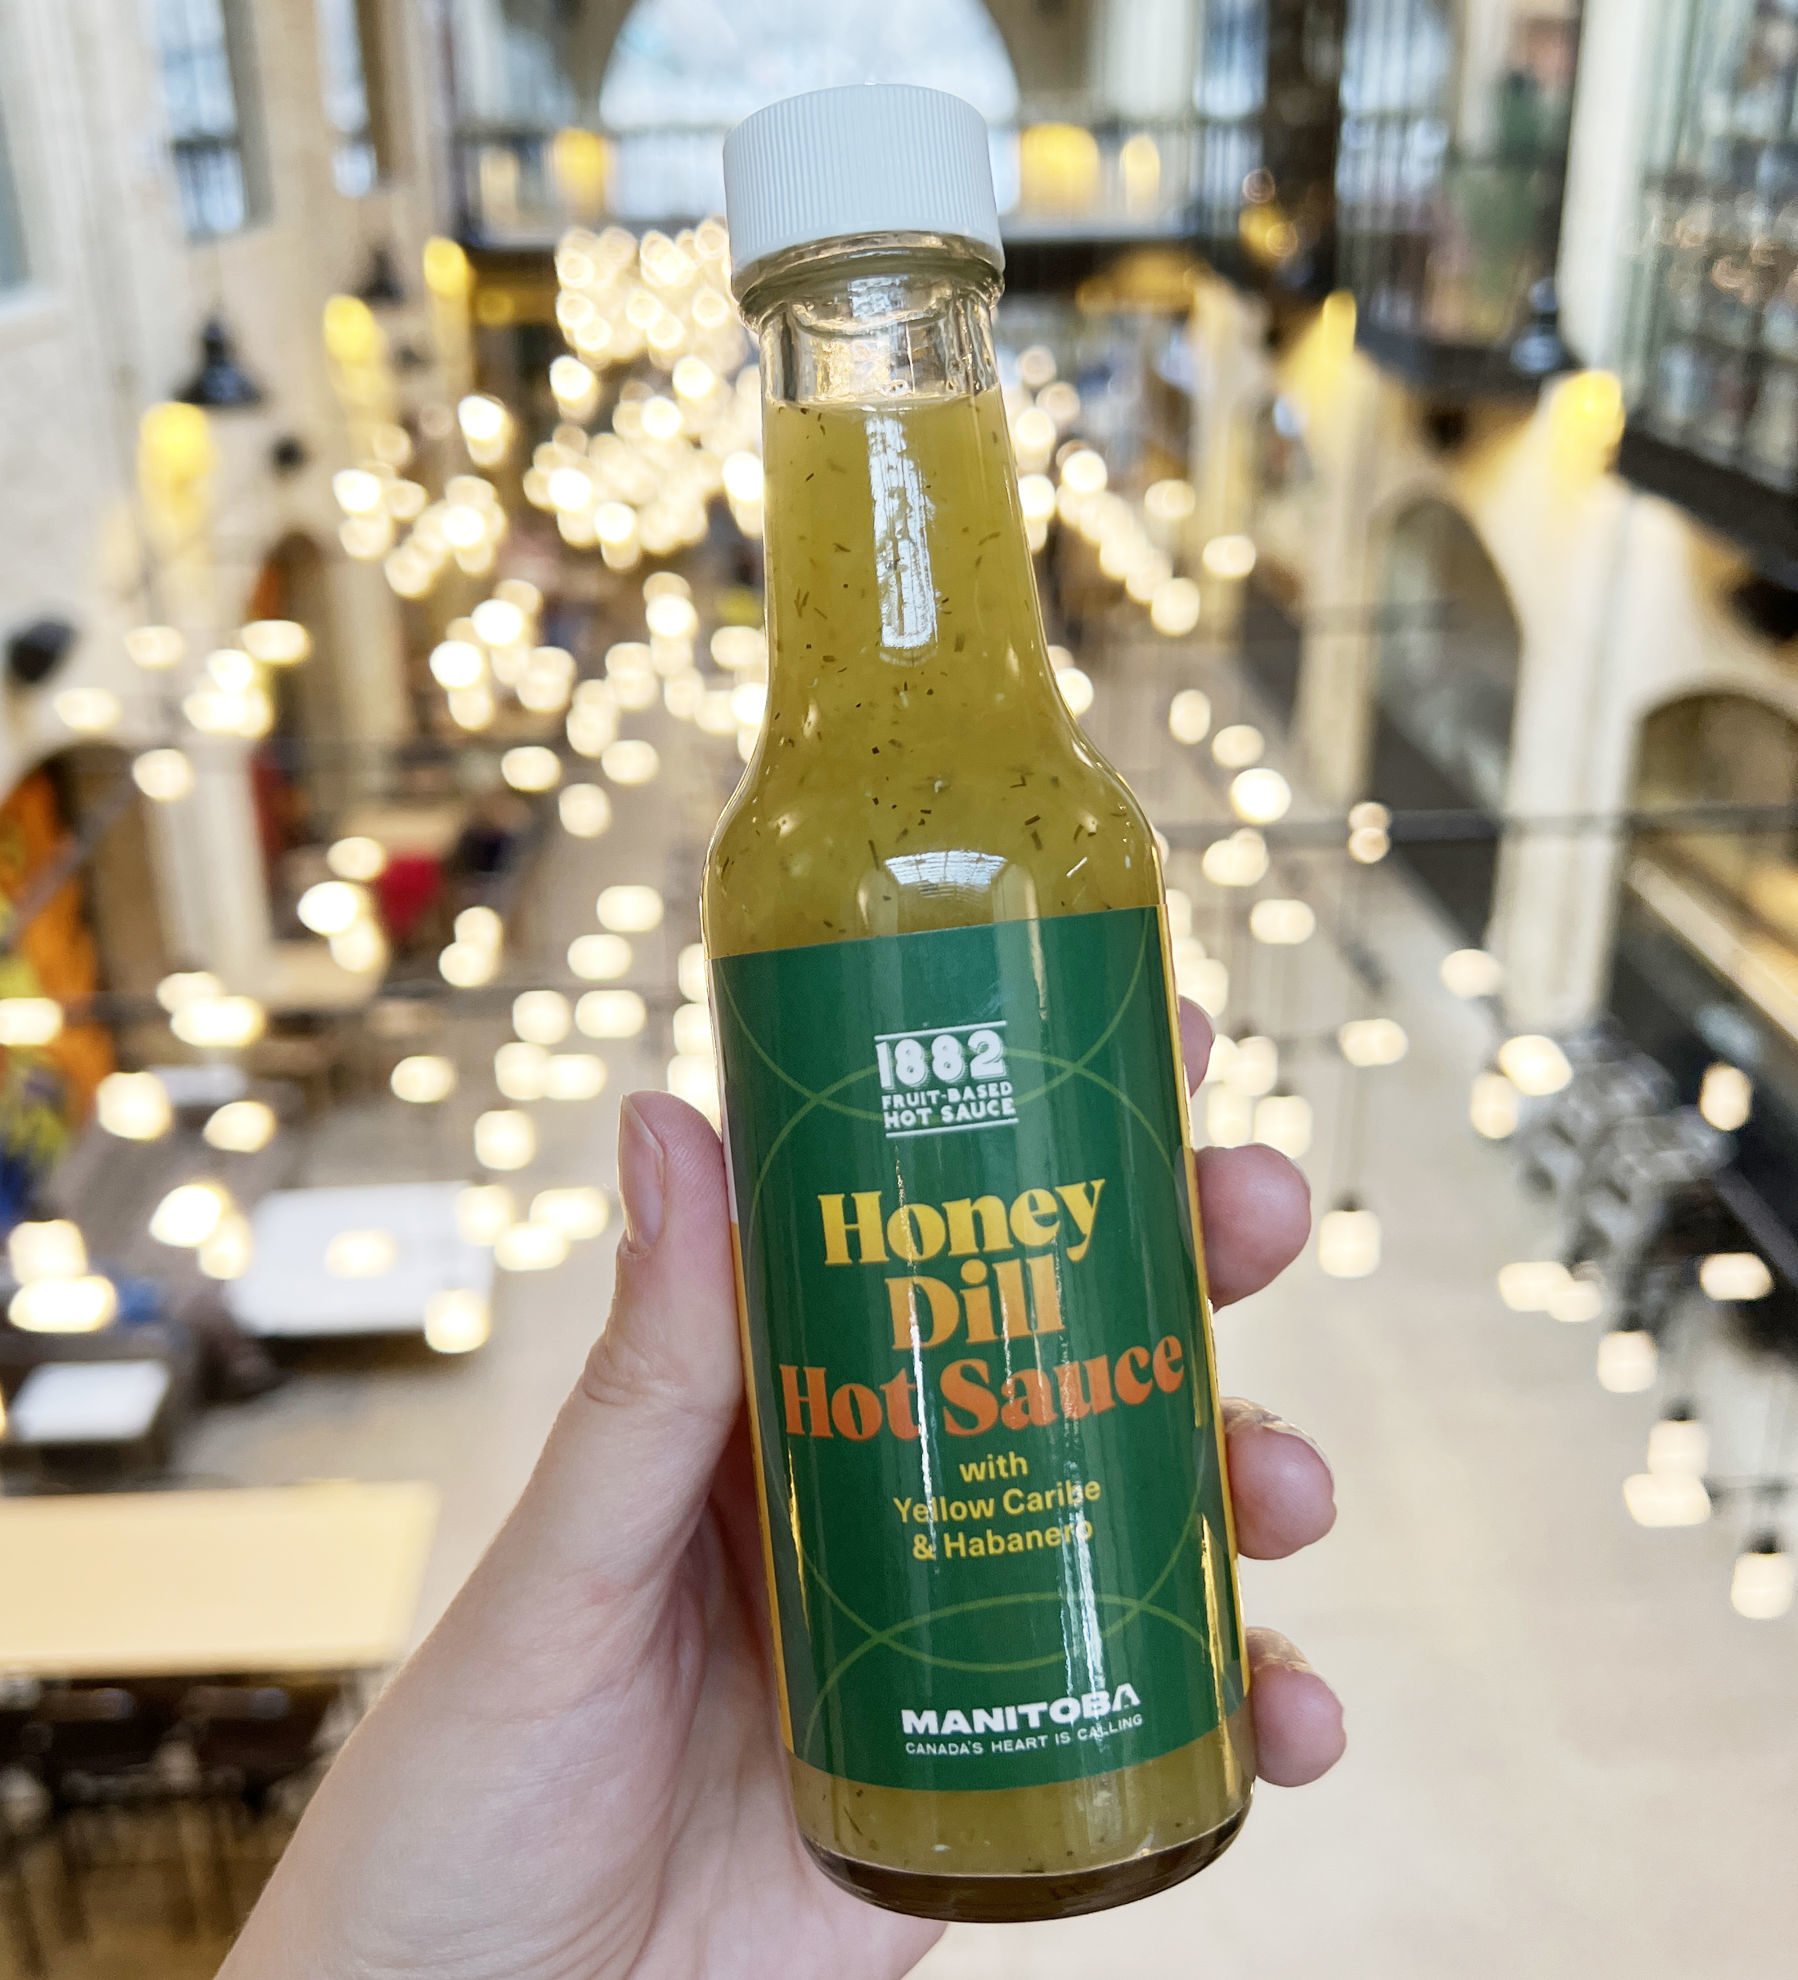 1882
FRUIT-BASED
HOT SAUCE
Honey
Dill
Hot Sauce
with
Yellow Caribe
& Habanero
MANITOBA
CANADA'S HEART IS CALLING